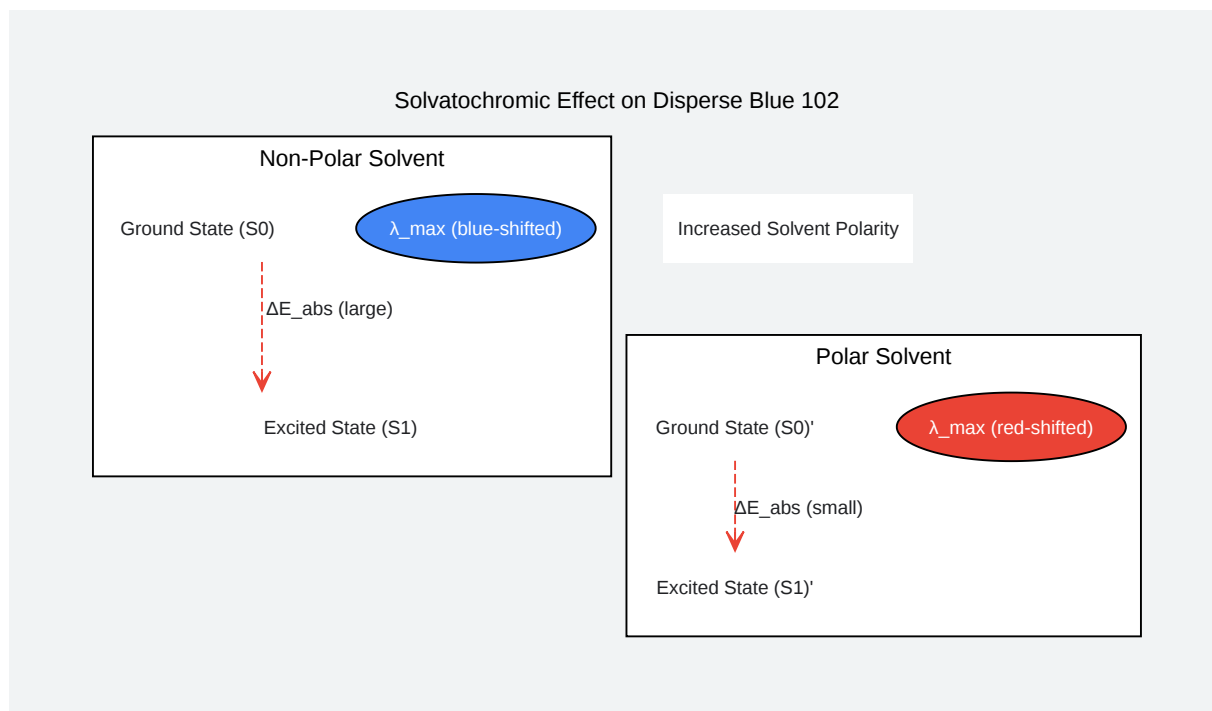 Solvatochromic Effect on Disperse Blue 102
Non-Polar Solvent
Ground State (S0)
λ_max (blue-shifted)
ΔE_abs (large)
Excited State (S1)
Increased Solvent Polarity
Polar Solvent
Ground State (S0)'
λ_max (red-shifted)
ΔE_abs (small)
Excited State (S1)'